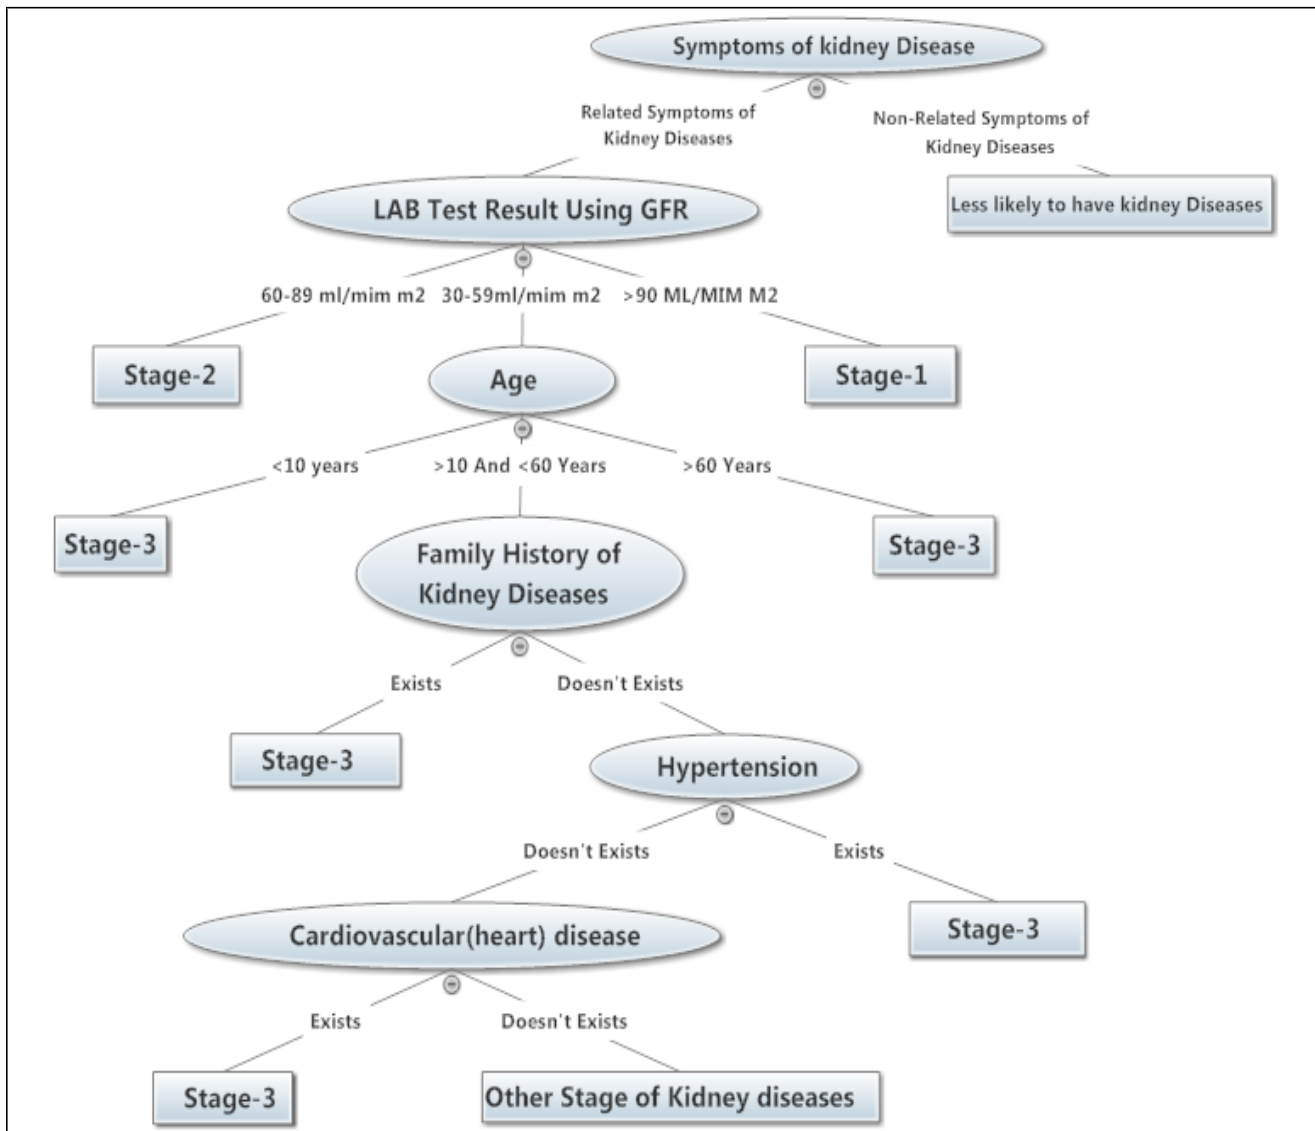 Symptoms of kidney Disease
Related Symptoms of
Kidney Diseases
Non-Related Symptoms of
Kidney Diseases
LAB Test Result Using GFR
Less likely to have kidney Diseases
60-89 ml/mim m2
30-59ml/mim m2
>90 ML/MIM M2
Stage-2
Age
Stage-1
<10 years
>10 And <60 Years
>60 Years
Stage-3
Family History of
Kidney Diseases
Stage-3
Exists
Doesn't Exists
Stage-3
Hypertension
Doesn't Exists
Exists
Cardiovascular(heart) disease
Stage-3
Exists
Doesn't Exists
Stage-3
Other Stage of Kidney diseases